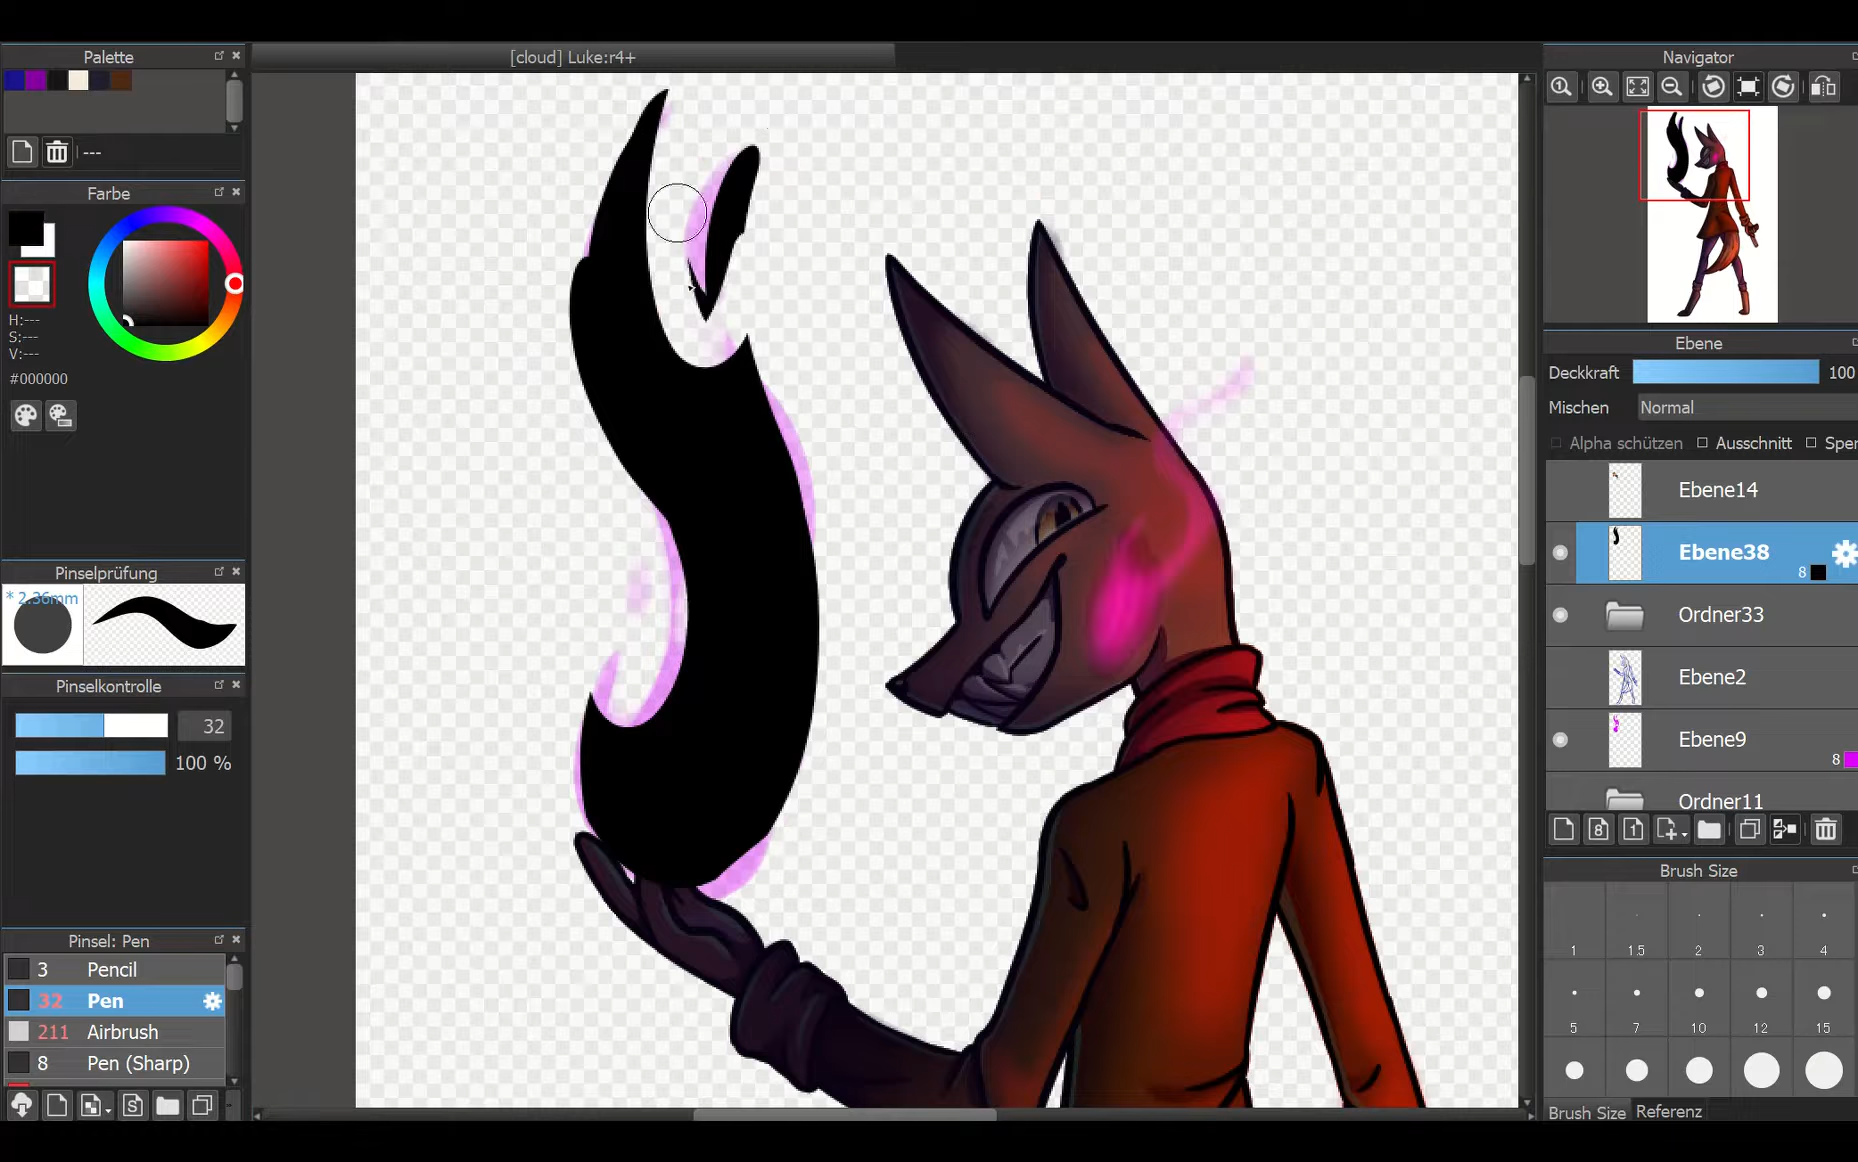 Palette
---
Farbe
H:---
S:---
V:---
#000000
Pinselprüfung
* 2.36mm
Pinselkontrolle
32
100 %
Pinsel: Pen
3 Pencil
32 Pen
211 Airbrush
8 Pen (Sharp)
[cloud] Luke:r4+
Navigator
Ebene
Deckkraft 100
Mischen Normal
Alpha schützen Ausschnitt Sper
Ebene14
Ebene38
8
Ordner33
Ebene2
Ebene9
8
Ordner11
Brush Size
1 1.5 2 3 4
5 7 10 12 15
Brush Size Referenz